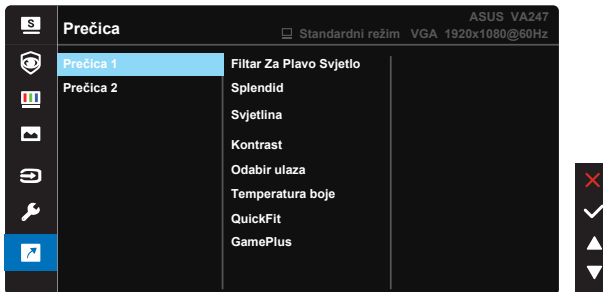 S
Prečica
ASUS VA247
Standardni režim VGA 1920x1080@60Hz
Prečica 1
Prečica 2
Filtar Za Plavo Svjetlo
Splendid
Svjetlina
Kontrast
Odabir ulaza
Temperatura boje
QuickFit
GamePlus